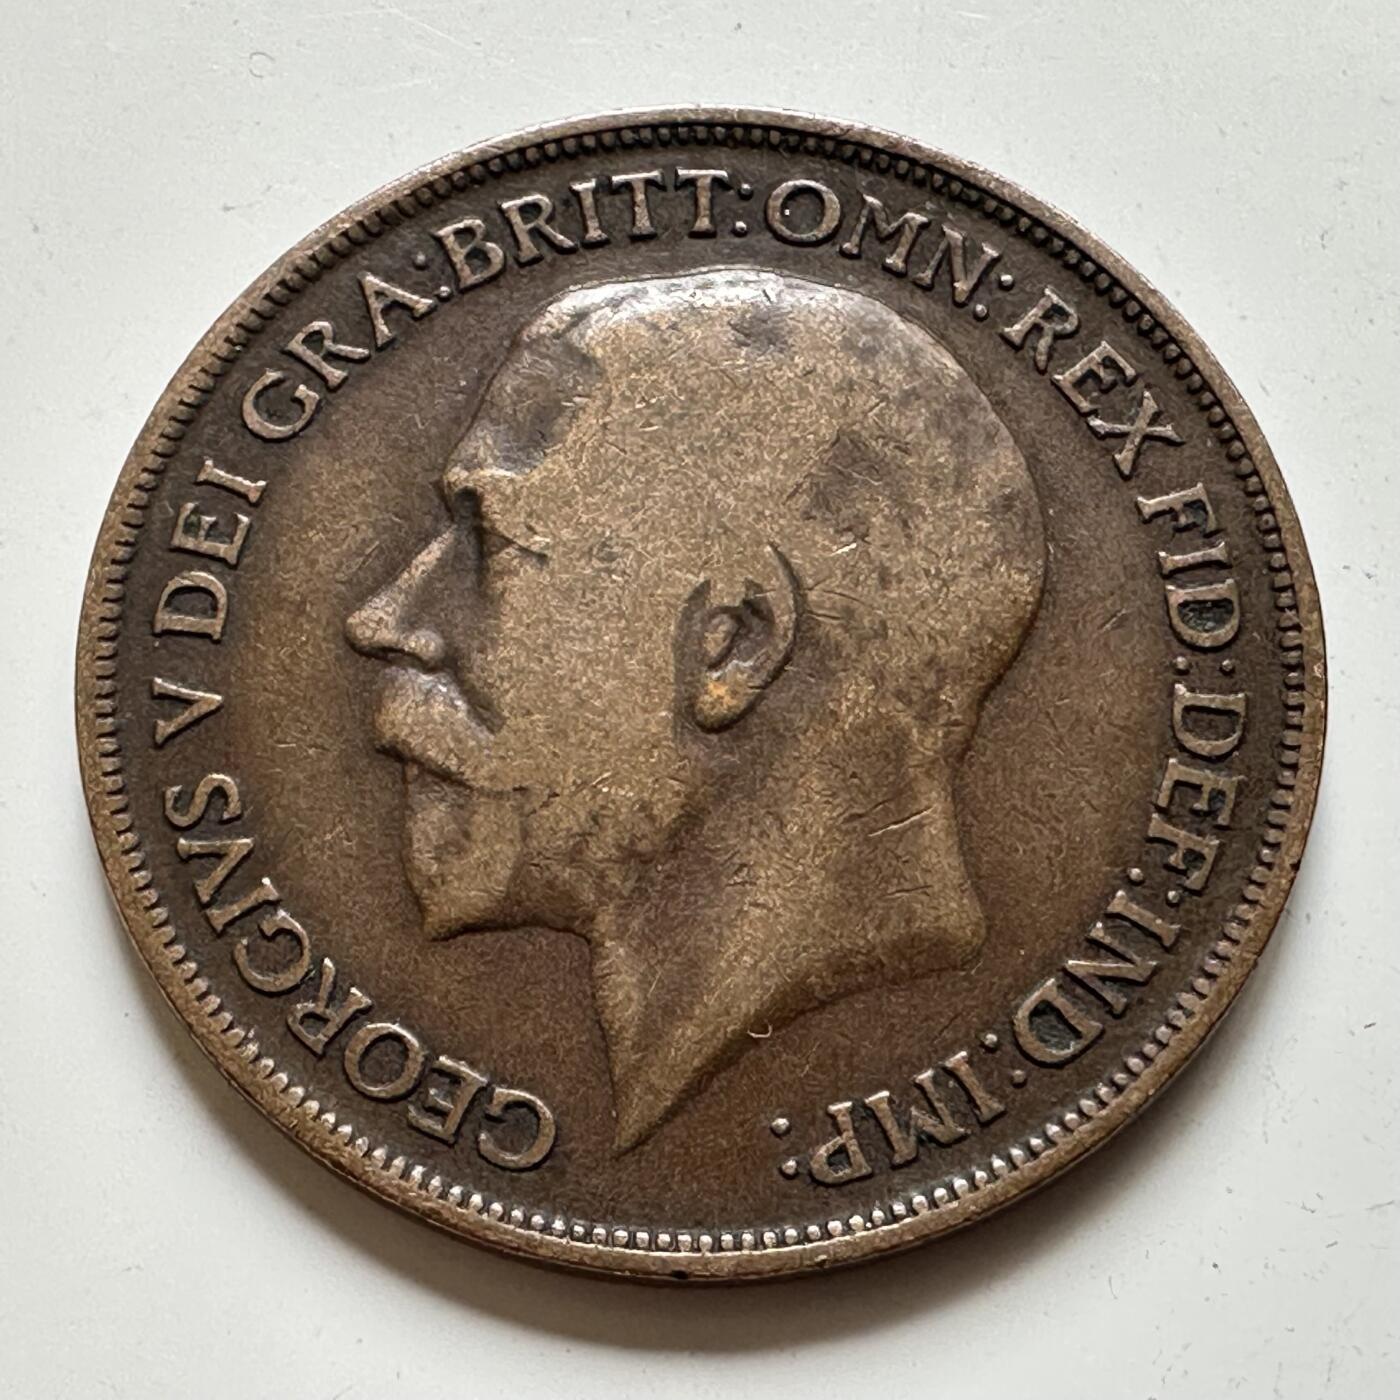 GEORGIVS V DEI GRA:BRITT:OMN:REX FID:DEF:IND:IMP: